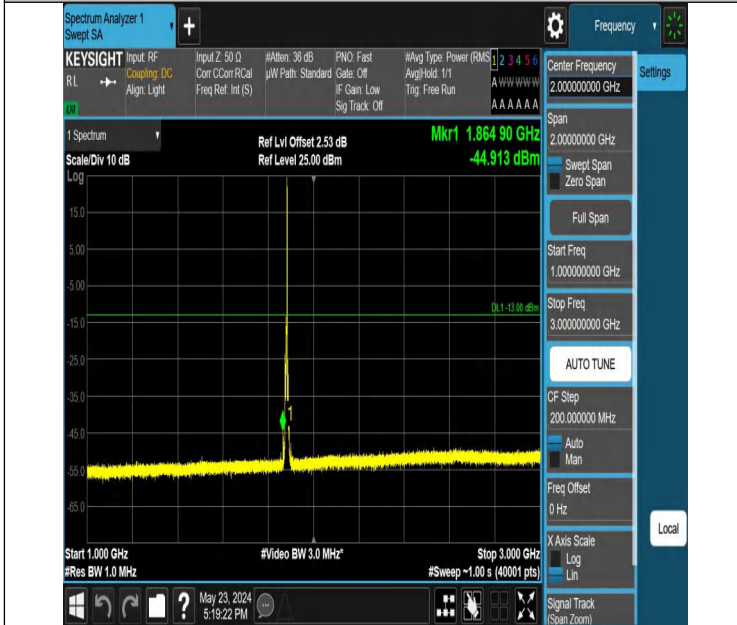 Spectrum Analyzer 1
Swept SA
+
Frequency
KEYSIGHT
RL
Input: RF
Coupling: DC
Align: Light
Input Z: 50 Ω
Corr CCorr RCal
Freq Ref: Int (S)
#Atten: 36 dB
µW Path: Standard
PNO: Fast
Gate: Off
IF Gain: Low
Sig Track: Off
#Avg Type: Power (RMS
Avg|Hold: 1/1
Trig: Free Run
1 2 3 4 5 6
A W W W W W
A A A A A A
1 Spectrum
Scale/Div 10 dB
Ref Lvl Offset 2.53 dB
Ref Level 25.00 dBm
Mkr1 1.864 90 GHz
-44.913 dBm
Log
15.0
5.00
-5.00
DL1 -13.00 dBm
-15.0
-25.0
-35.0
1
-45.0
-55.0
-65.0
Start 1.000 GHz
#Res BW 1.0 MHz
#Video BW 3.0 MHz*
Stop 3.000 GHz
#Sweep ~1.00 s (40001 pts)
?
May 23, 2024
5:19:22 PM
Center Frequency
2.000000000 GHz
Settings
Span
2.00000000 GHz
Swept Span
Zero Span
Full Span
Start Freq
1.000000000 GHz
Stop Freq
3.000000000 GHz
AUTO TUNE
CF Step
200.000000 MHz
Auto
Man
Freq Offset
0 Hz
Local
X Axis Scale
Log
Lin
Signal Track
(Span Zoom)